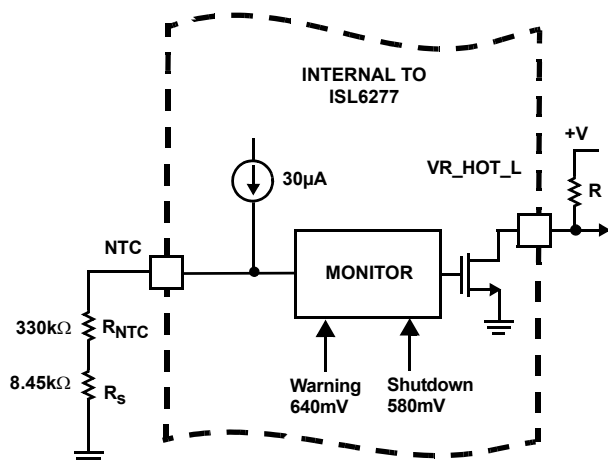 INTERNAL TO
ISL6277
+V
VR_HOT_L
30µA
R
NTC
MONITOR
330kΩ
RNTC
8.45kΩ
Rs
Warning
640mV
Shutdown
580mV